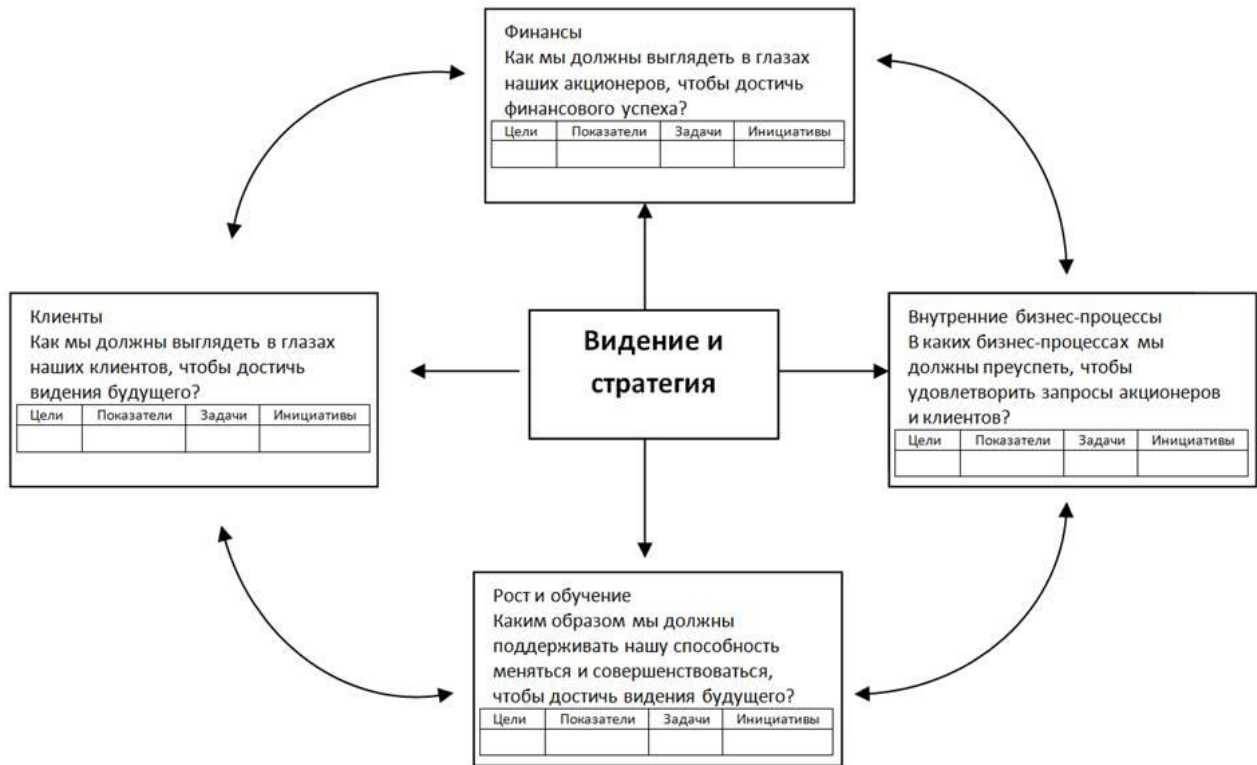 Финансы
Как мы должны выглядеть в глазах
наших акционеров, чтобы достичь
финансового успеха?
Цели Показатели Задачи Инициативы
Клиенты
Как мы должны выглядеть в глазах
наших клиентов, чтобы достичь
видения будущего?
Цели Показатели Задачи Инициативы
Видение и
стратегия
Внутренние бизнес-процессы
В каких бизнес-процессах мы
должны преуспеть, чтобы
удовлетворить запросы акционеров
и клиентов?
Цели Показатели Задачи Инициативы
Рост и обучение
Каким образом мы должны
поддерживать нашу способность
меняться и совершенствоваться,
чтобы достичь видения будущего?
Цели Показатели Задачи Инициативы